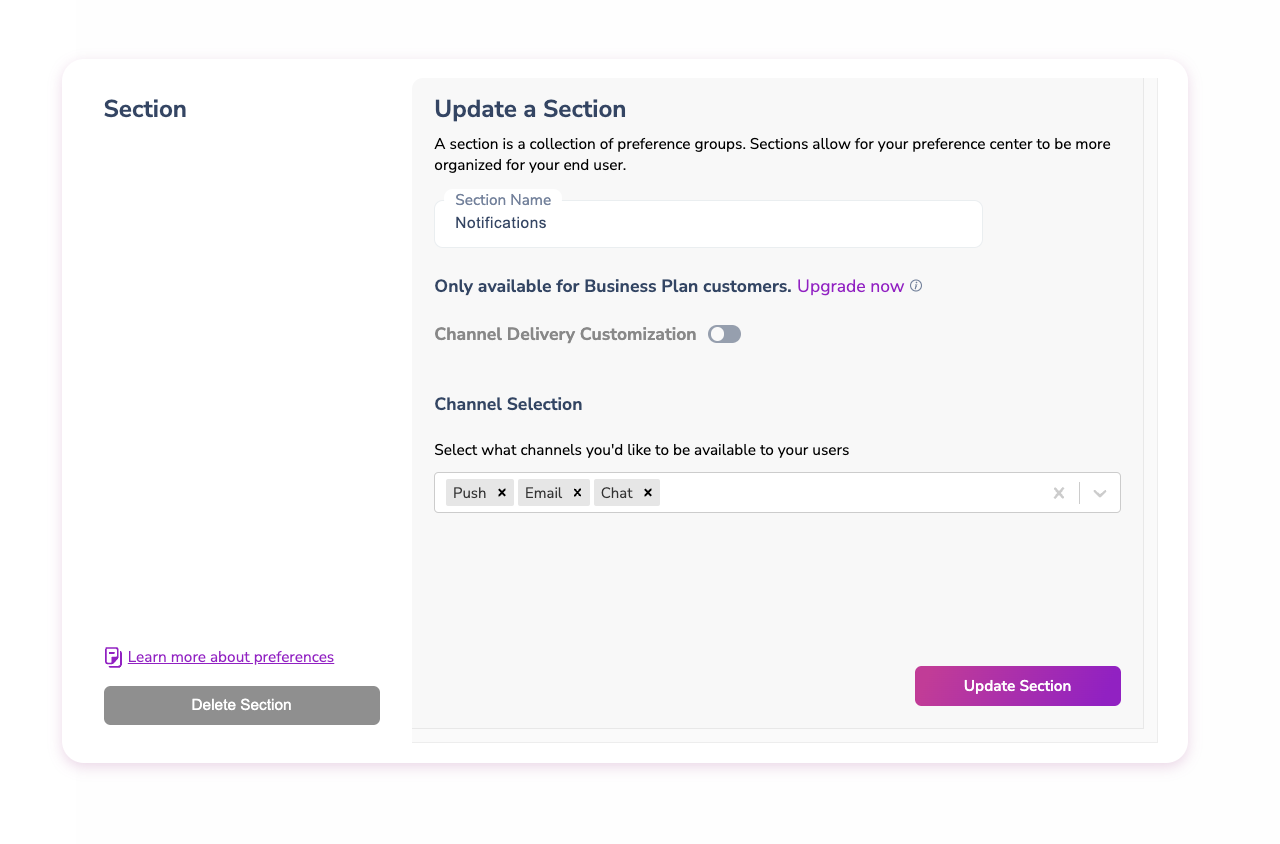 Section
Update a Section
A section is a collection of preference groups. Sections allow for your preference center to be more
organized for your end user.
Section Name
Notifications
Only available for Business Plan customers. Upgrade now
Channel Delivery Customization
Channel Selection
Select what channels you'd like to be available to your users
Push × Email × Chat ×
Learn more about preferences
Delete Section
Update Section